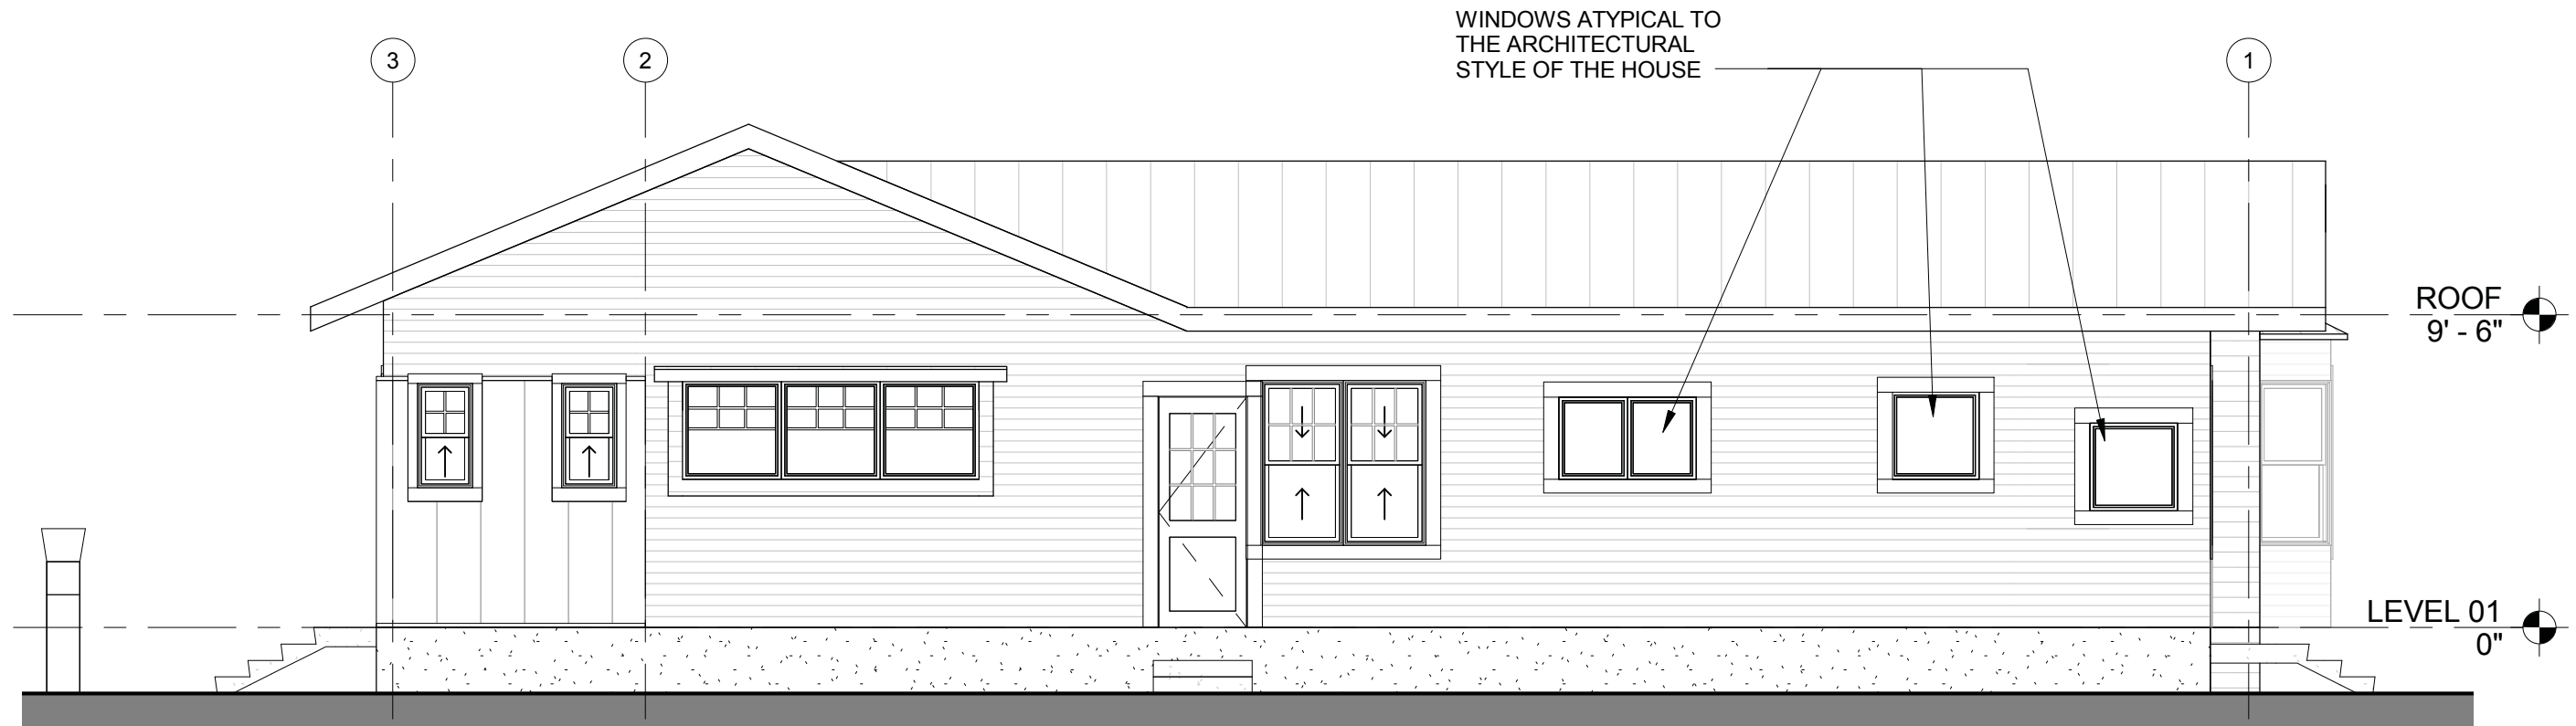 WINDOWS ATYPICAL TO
THE ARCHITECTURAL
STYLE OF THE HOUSE
3
2
1
ROOF
9' - 6"
LEVEL 01
0"